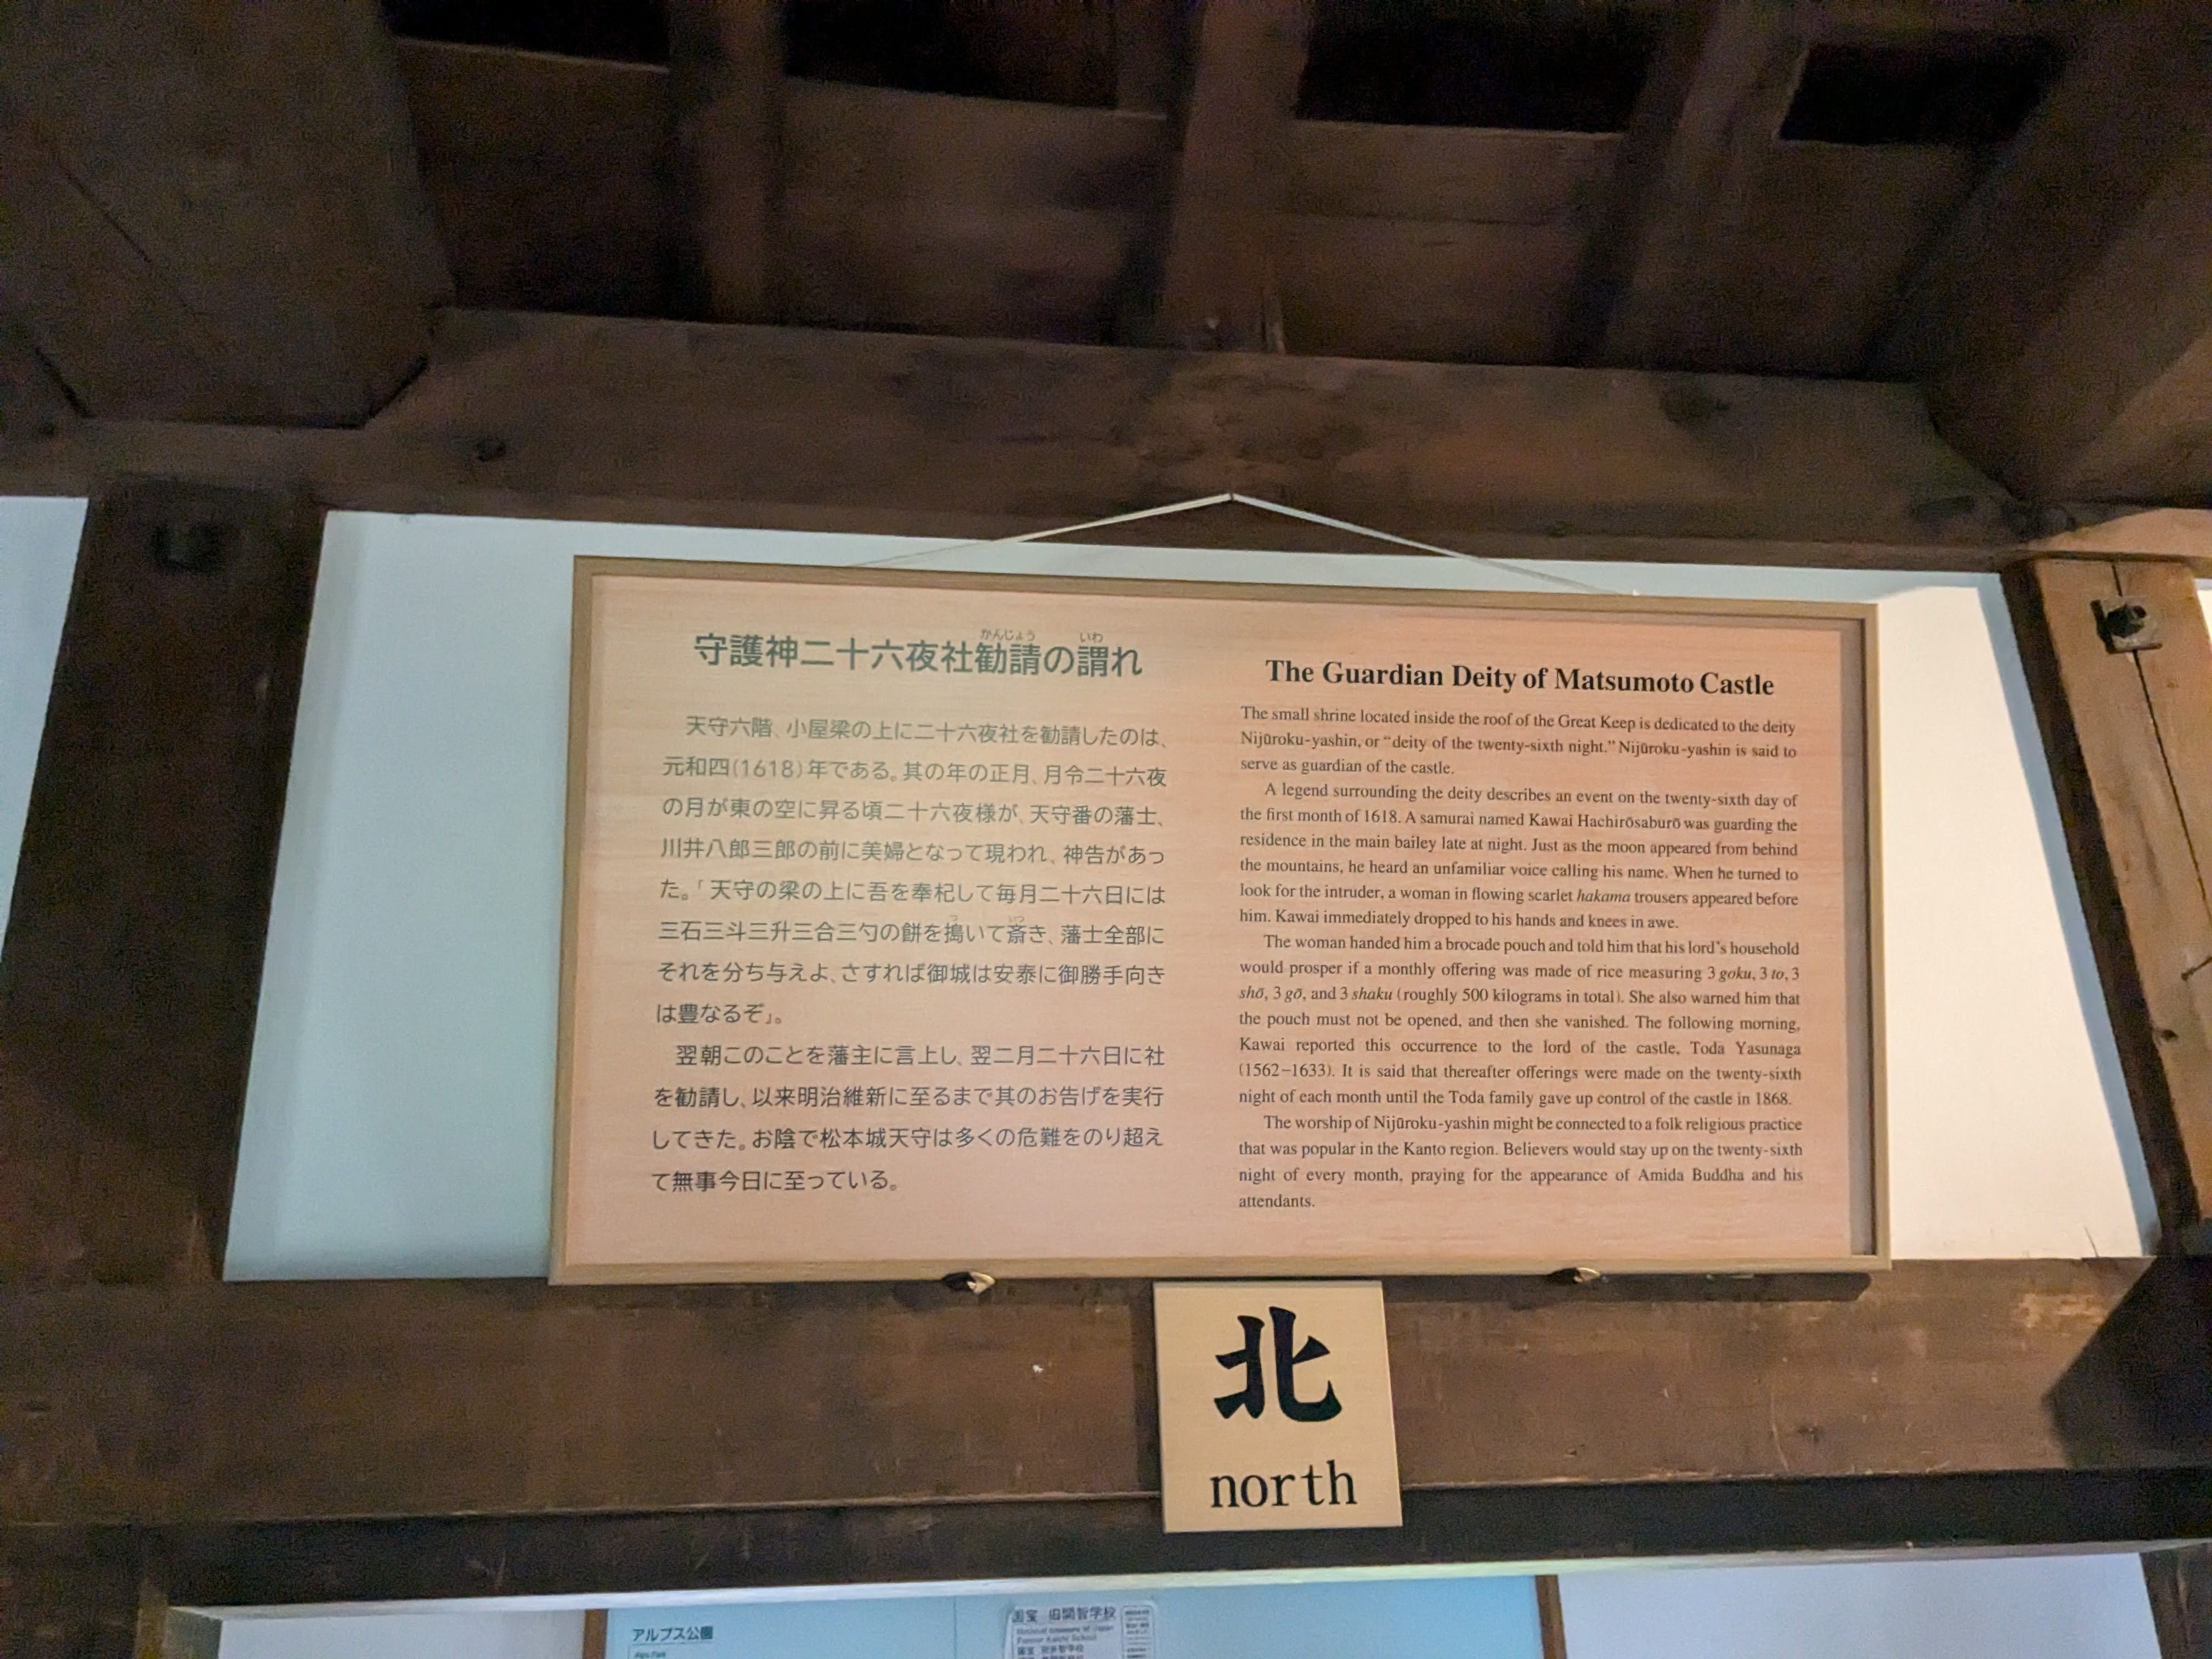 守護神二十六夜社勧請の謂れ
かんじょう
いわ
天守六階、小屋梁の上に二十六夜社を勧請したのは、
元和四(1618)年である。其の年の正月、月令二十六夜
の月が東の空に昇る頃二十六夜様が、天守番の藩士、
川井八郎三郎の前に美婦となって現われ、神告があっ
た。「天守の梁の上に吾を奉杞して毎月二十六日には
三石三斗三升三合三勺の餅を搗いて斎き、藩士全部に
つ
いつ
それを分ち与えよ、さすれば御城は安泰に御勝手向き
は豊なるぞ」。
翌朝このことを藩主に言上し、翌二月二十六日に社
を勧請し、以来明治維新に至るまで其のお告げを実行
してきた。お陰で松本城天守は多くの危難をのり超え
て無事今日に至っている。
The Guardian Deity of Matsumoto Castle
The small shrine located inside the roof of the Great Keep is dedicated to the deity
Nijūroku-yashin, or “deity of the twenty-sixth night.” Nijūroku-yashin is said to
serve as guardian of the castle.
A legend surrounding the deity describes an event on the twenty-sixth day of
the first month of 1618. A samurai named Kawai Hachirōsaburō was guarding the
residence in the main bailey late at night. Just as the moon appeared from behind
the mountains, he heard an unfamiliar voice calling his name. When he turned to
look for the intruder, a woman in flowing scarlet hakama trousers appeared before
him. Kawai immediately dropped to his hands and knees in awe.
The woman handed him a brocade pouch and told him that his lord’s household
would prosper if a monthly offering was made of rice measuring 3 goku, 3 to, 3
shō, 3 gō, and 3 shaku (roughly 500 kilograms in total). She also warned him that
the pouch must not be opened, and then she vanished. The following morning,
Kawai reported this occurrence to the lord of the castle, Toda Yasunaga
(1562–1633). It is said that thereafter offerings were made on the twenty-sixth
night of each month until the Toda family gave up control of the castle in 1868.
The worship of Nijūroku-yashin might be connected to a folk religious practice
that was popular in the Kanto region. Believers would stay up on the twenty-sixth
night of every month, praying for the appearance of Amida Buddha and his
attendants.
北
north
アルプス公園
Alps Park
国宝 旧開智学校
National treasure of Japan
Former Kaichi School